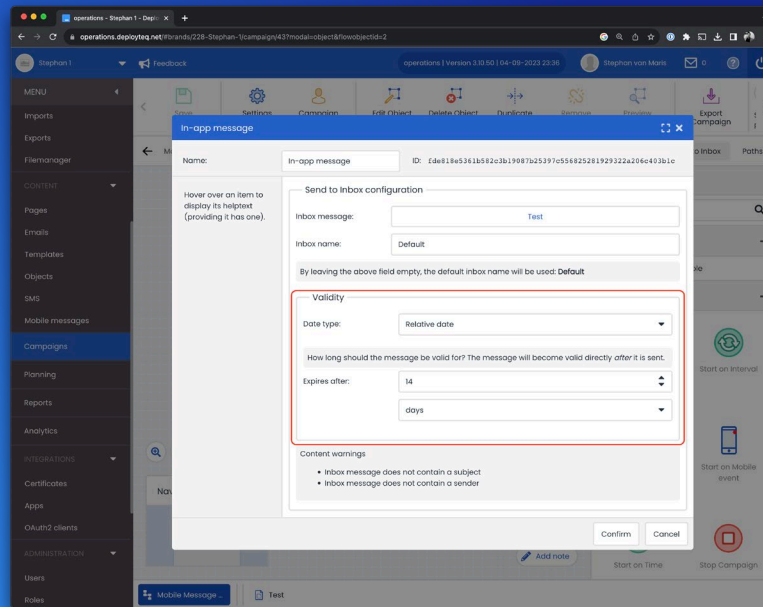 operations - Stephan 1 - Deplo
operations.deployteq.net/#brands/228-Stephan-1/campaign/43?modal=object&flowobjectid=2
Stephan 1
Feedback
operations | Version 3.10.50 | 04-09-2023 23:36
Stephan van Maris
0
MENU
Imports
Exports
Filemanager
CONTENT
Pages
Emails
Templates
Objects
SMS
Mobile messages
Campaigns
Planning
Reports
Analytics
INTEGRATIONS
Certificates
Apps
OAuth2 clients
ADMINISTRATION
Users
Roles
Save
Settings
Campaign
Edit Object
Delete Object
Duplicate
Remove
Preview
Export
Campaign
In-app message
Name:
In-app message
ID: fde818e5361b582c3b19087b25397c556825281929322a206c403b1c
to Inbox
Paths
Hover over an item to
display its helptext
(providing it has one).
Send to Inbox configuration
Inbox message:
Test
Inbox name:
Default
By leaving the above field empty, the default inbox name will be used: Default
Validity
Date type:
Relative date
How long should the message be valid for? The message will become valid directly after it is sent.
Expires after:
14
days
Content warnings
• Inbox message does not contain a subject
• Inbox message does not contain a sender
Confirm
Cancel
Start on Interval
Start on Mobile
event
Nav
Add note
Start on Time
Stop Campaign
Mobile Message ..
Test